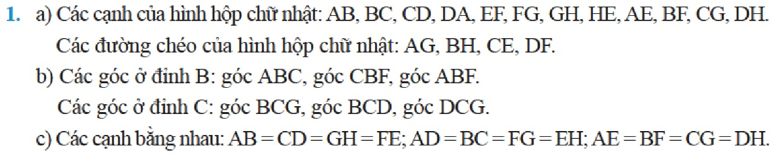 1. a) Các cạnh của hình hộp chữ nhật: AB, BC, CD, DA, EF, FG, GH, HE, AE, BF, CG, DH.
Các đường chéo của hình hộp chữ nhật: AG, BH, CE, DF.
b) Các góc ở đỉnh B: góc ABC, góc CBF, góc ABF.
Các góc ở đỉnh C: góc BCG, góc BCD, góc DCG.
c) Các cạnh bằng nhau: AB = CD = GH = FE; AD = BC = FG = EH; AE = BF = CG = DH.